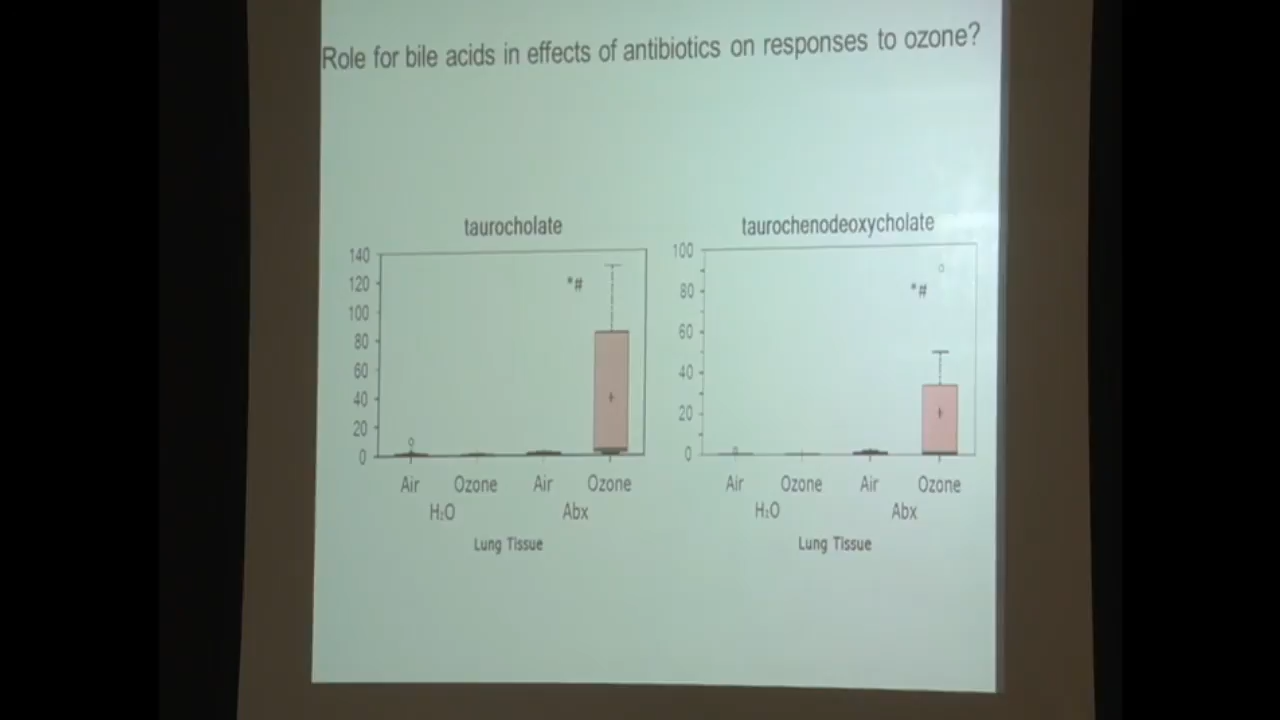 Role for bile acids in effects of antibiotics on responses to ozone?
taurocholate
140
120
100
80
60
40
20
0
*#
Air Ozone Air Ozone
H₂O Abx
Lung Tissue
taurochenodeoxycholate
100
80
60
40
20
0
*#
Air Ozone Air Ozone
H₂O Abx
Lung Tissue